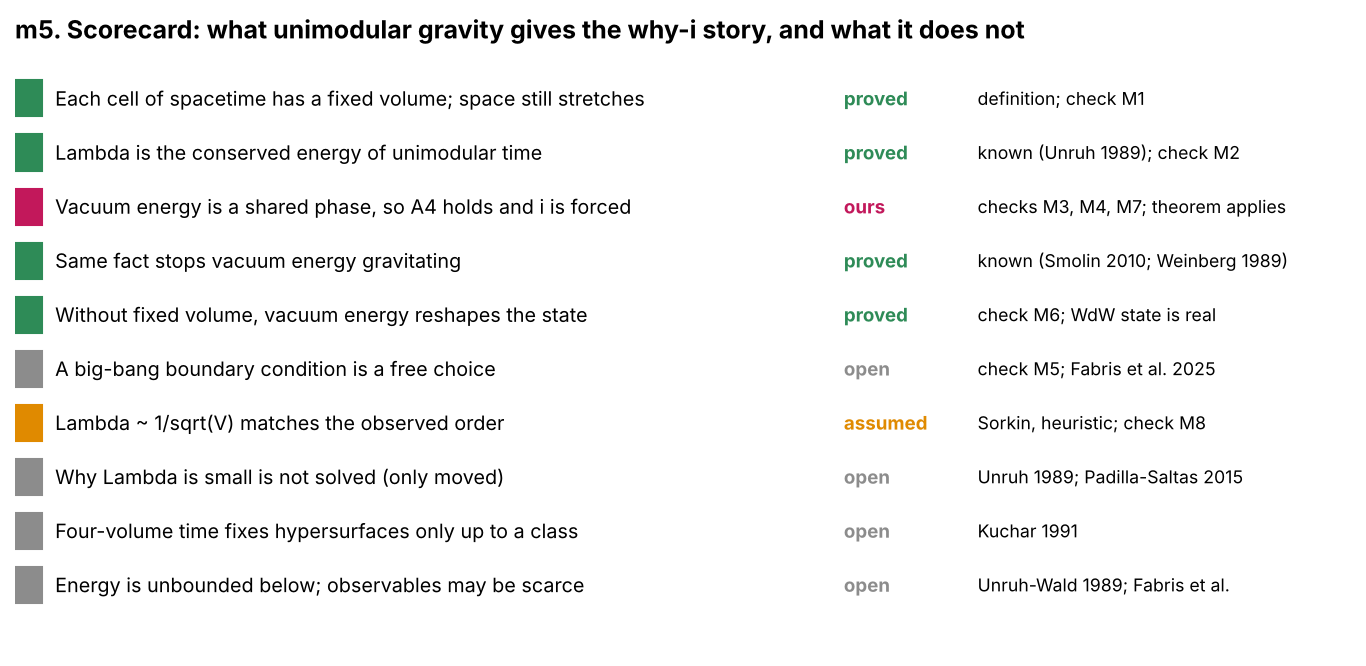 m5. Scorecard: what unimodular gravity gives the why-i story, and what it does not
Each cell of spacetime has a fixed volume; space still stretches proved definition; check M1
Lambda is the conserved energy of unimodular time proved known (Unruh 1989); check M2
Vacuum energy is a shared phase, so A4 holds and i is forced ours checks M3, M4, M7; theorem applies
Same fact stops vacuum energy gravitating proved known (Smolin 2010; Weinberg 1989)
Without fixed volume, vacuum energy reshapes the state proved check M6; WdW state is real
A big-bang boundary condition is a free choice open check M5; Fabris et al. 2025
Lambda ~ 1/sqrt(V) matches the observed order assumed Sorkin, heuristic; check M8
Why Lambda is small is not solved (only moved) open Unruh 1989; Padilla-Saltas 2015
Four-volume time fixes hypersurfaces only up to a class open Kuchar 1991
Energy is unbounded below; observables may be scarce open Unruh-Wald 1989; Fabris et al.